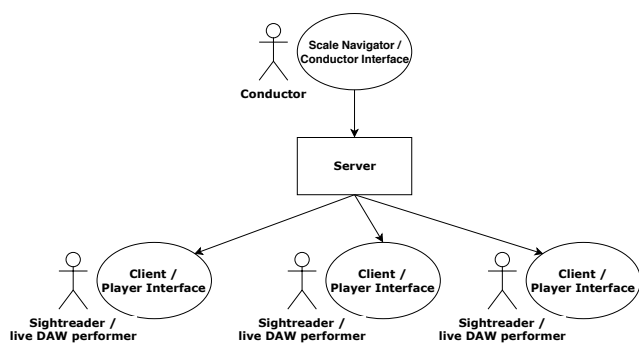 Scale Navigator /
Conductor Interface
Conductor
Server
Client /
Player Interface
Sightreader /
live DAW performer
Client /
Player Interface
Sightreader /
live DAW performer
Client /
Player Interface
Sightreader /
live DAW performer